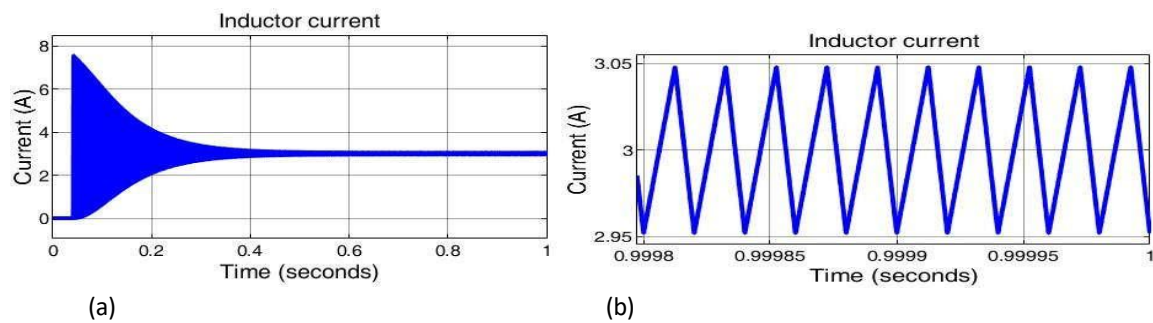 Inductor current
8
6
4
2
0
Current (A)
0 0.2 0.4 0.6 0.8 1
Time (seconds)
(a)
Inductor current
3.05
3
2.95
Current (A)
0.9998 0.99985 0.9999 0.99995 1
Time (seconds)
(b)